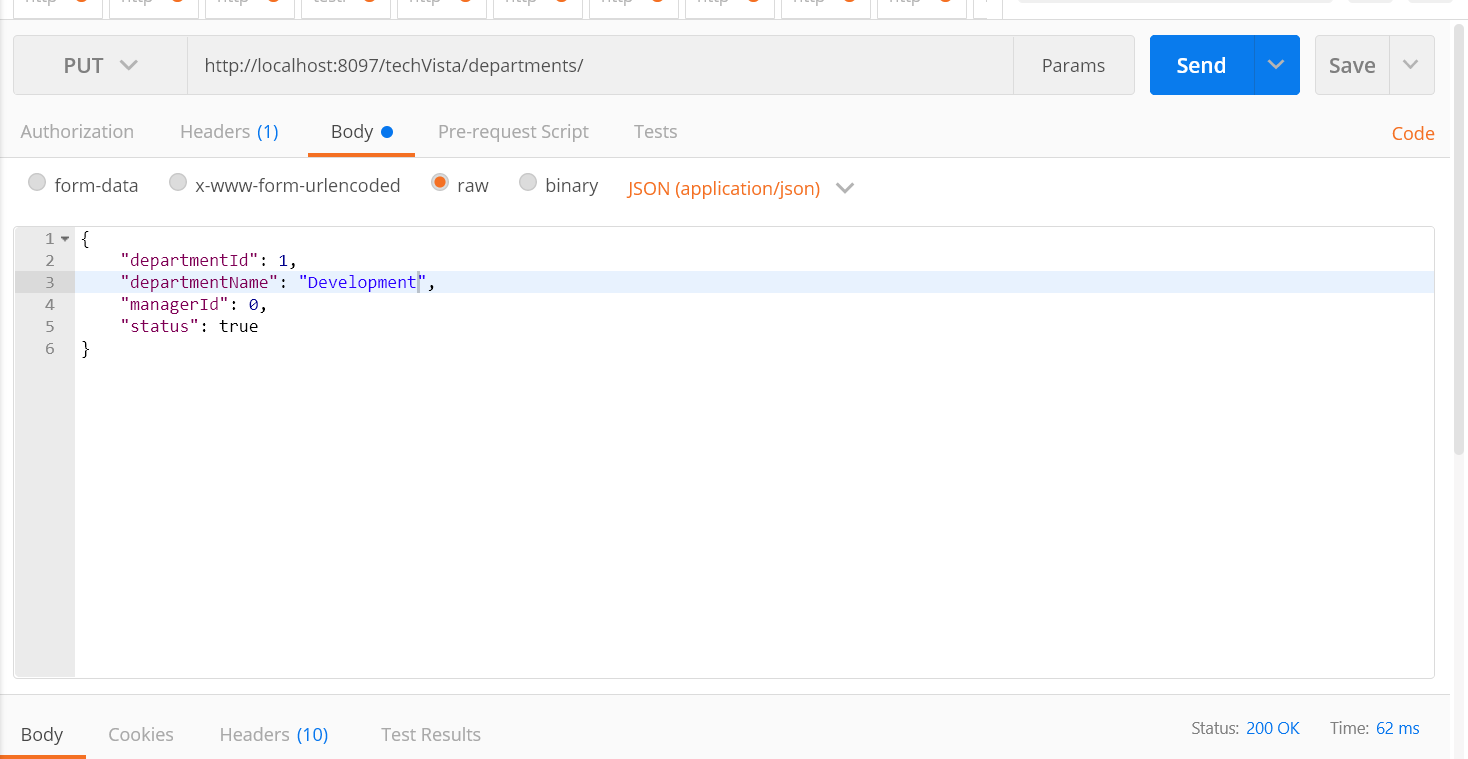 PUT http://localhost:8097/techVista/departments/ Params Send Save
Authorization Headers (1) Body Pre-request Script Tests Code
form-data x-www-form-urlencoded raw binary JSON (application/json)
1 {
2 "departmentId": 1,
3 "departmentName": "Development",
4 "managerId": 0,
5 "status": true
6 }
Body Cookies Headers (10) Test Results Status: 200 OK Time: 62 ms